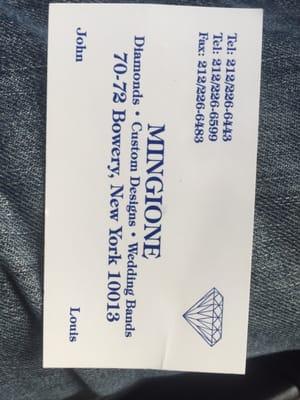 Tel: 212/226-6443
Tel: 212/226-6599
Fax: 212/226-6483
MINGIONE
Diamonds • Custom Designs • Wedding Bands
70-72 Bowery, New York 10013
John
Louis